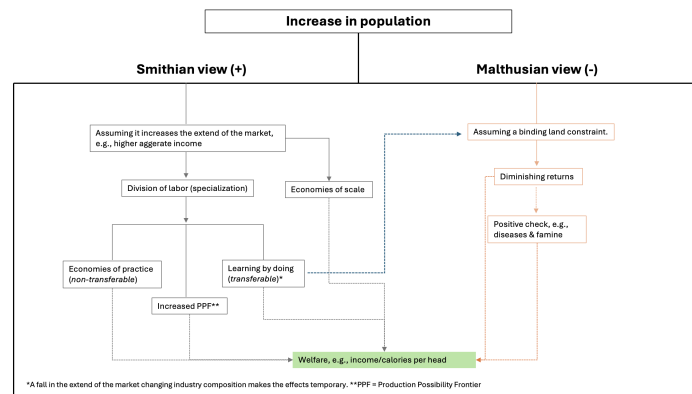 Increase in population
Smithian view (+)
Malthusian view (-)
Assuming it increases the extend of the market,
e.g., higher aggerate income
Assuming a binding land constraint.
Division of labor (specialization)
Economies of scale
Diminishing returns
Positive check, e.g.,
diseases & famine
Economies of practice
(non-transferable)
Learning by doing
(transferable)*
Increased PPF**
Welfare, e.g., income/calories per head
*A fall in the extend of the market changing industry composition makes the effects temporary. **PPF = Production Possibility Frontier